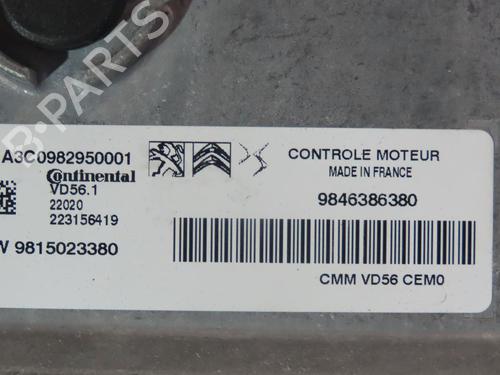 B-PARTS
A3C0982950001
Continental
VD56.1
22020
223156419
W 9815023380
CONTROLE MOTEUR
MADE IN FRANCE
9846386380
CMM VD56 CEM0